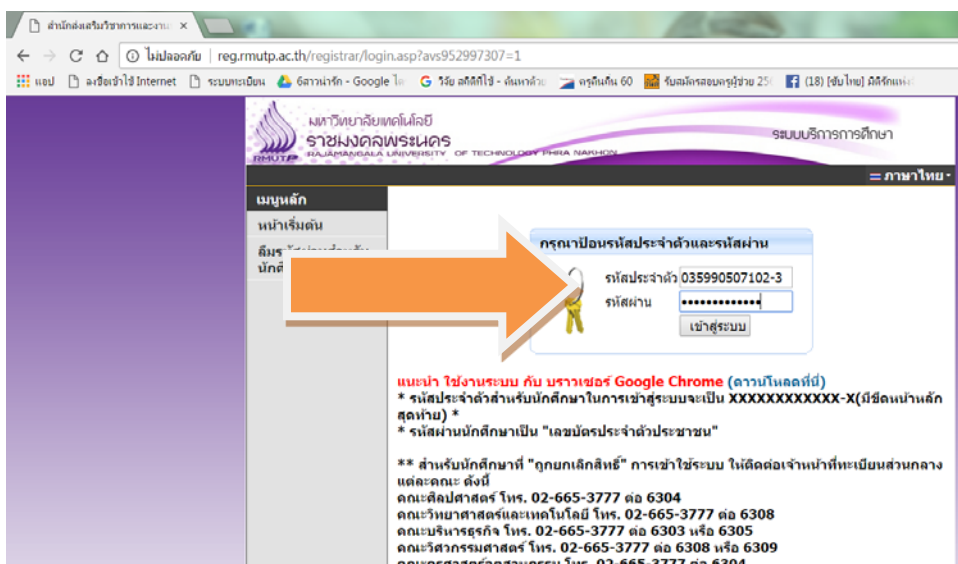 สำนักส่งเสริมวิชาการและงาน
ไม่ปลอดภัย | reg.rmutp.ac.th/registrar/login.asp?avs952997307=1
แอป ลงชื่อเข้าใช้ Internet ระบบทะเบียน 6สาวน่ารัก - Google ได วิจัย สถิติที่ใช้ - ค้นหาด้วย ครูคืนถิ่น 60 รับสมัครสอบครูผู้ช่วย 25 (18) [ซับไทย]
มหาวิทยาลัยเทคโนโลยี
ราชมงคลพระนคร
RAJAMANGALA UNIVERSITY OF TECHNOLOGY PHRA NAKHON
RMUTP
ระบบบริการการศึกษา
ภาษาไทย
เมนูหลัก
หน้าเริ่มต้น
กรุณาป้อนรหัสประจำตัวและรหัสผ่าน
รหัสประจำตัว 035990507102-3
รหัสผ่าน •••••••••••••
เข้าสู่ระบบ
แนะนำ ใช้งานระบบ กับ บราวเซอร์ Google Chrome (ดาวน์โหลดที่นี่)
* รหัสประจำตัวสำหรับนักศึกษาในการเข้าสู่ระบบจะเป็น XXXXXXXXXXXX-X(มีขีดหน้าหลัก
สุดท้าย) *
* รหัสผ่านนักศึกษาเป็น "เลขบัตรประจำตัวประชาชน"
** สำหรับนักศึกษาที่ "ถูกยกเลิกสิทธิ์" การเข้าใช้ระบบ ให้ติดต่อเจ้าหน้าที่ทะเบียนส่วนกลาง
แต่ละคณะ ดังนี้
คณะศิลปศาสตร์ โทร. 02-665-3777 ต่อ 6304
คณะวิทยาศาสตร์และเทคโนโลยี โทร. 02-665-3777 ต่อ 6308
คณะบริหารธุรกิจ โทร. 02-665-3777 ต่อ 6303 หรือ 6305
คณะวิศวกรรมศาสตร์ โทร. 02-665-3777 ต่อ 6308 หรือ 6309
คณะครุศาสตร์อุตสาหกรรม โทร. 02-665-3777 ต่อ 6304